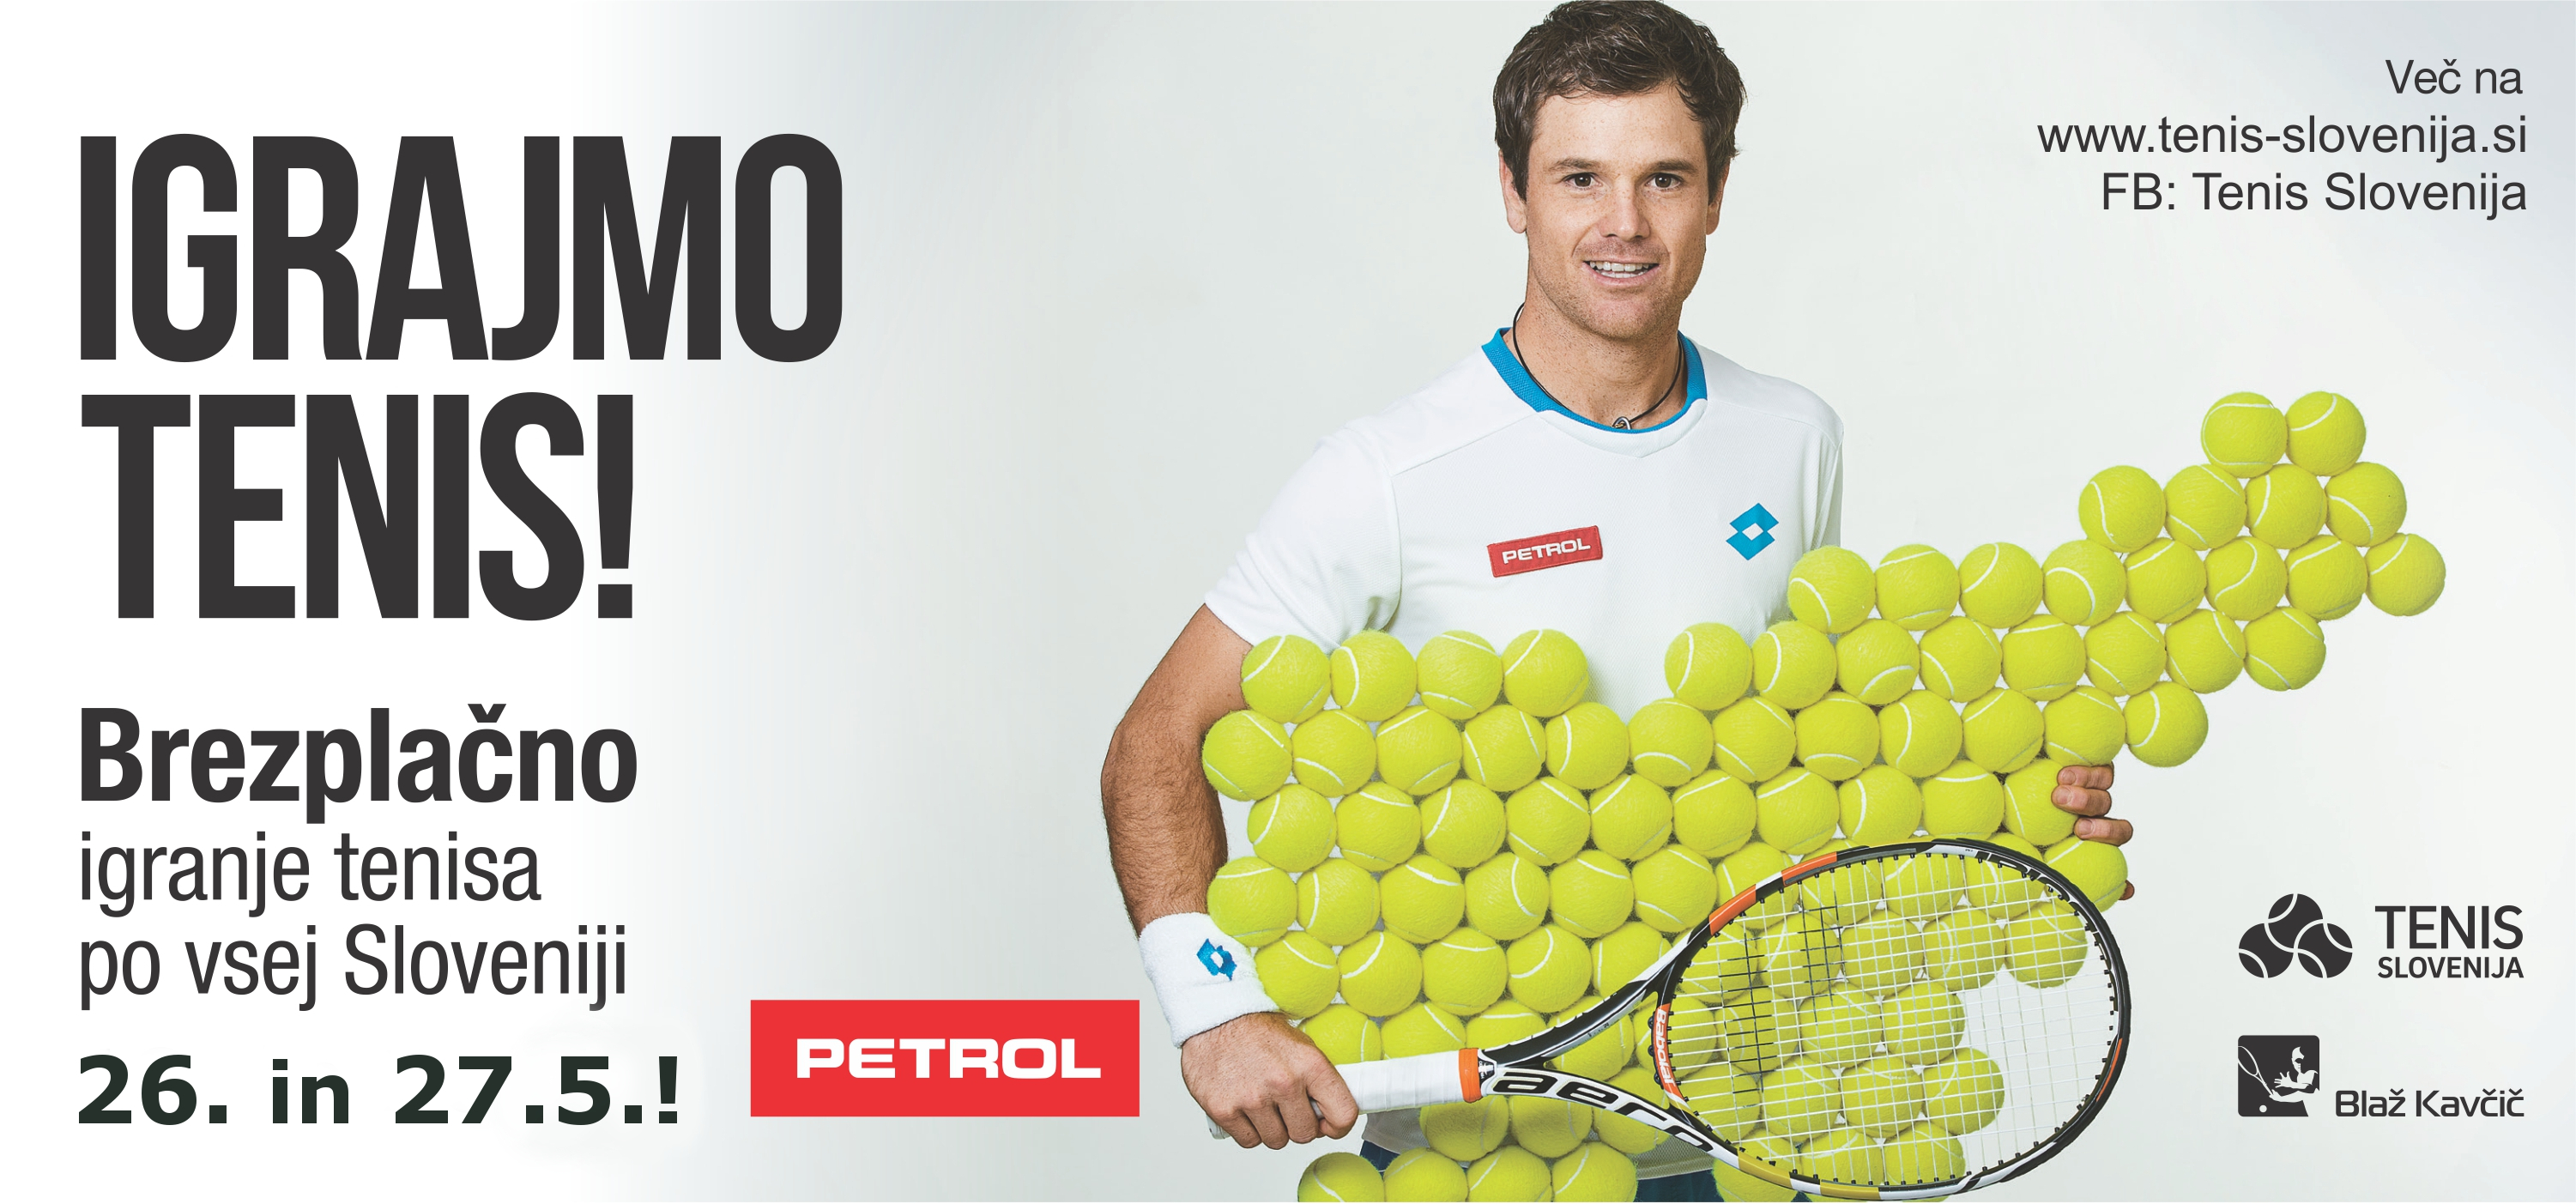 IGRAJMO
TENIS!
Brezplačno
igranje tenisa
po vsej Sloveniji
26. in 27.5.!
PETROL
Več na
www.tenis-slovenija.si
FB: Tenis Slovenija
PETROL
Babolat
aero
TENIS
SLOVENIJA
Blaž Kavčič